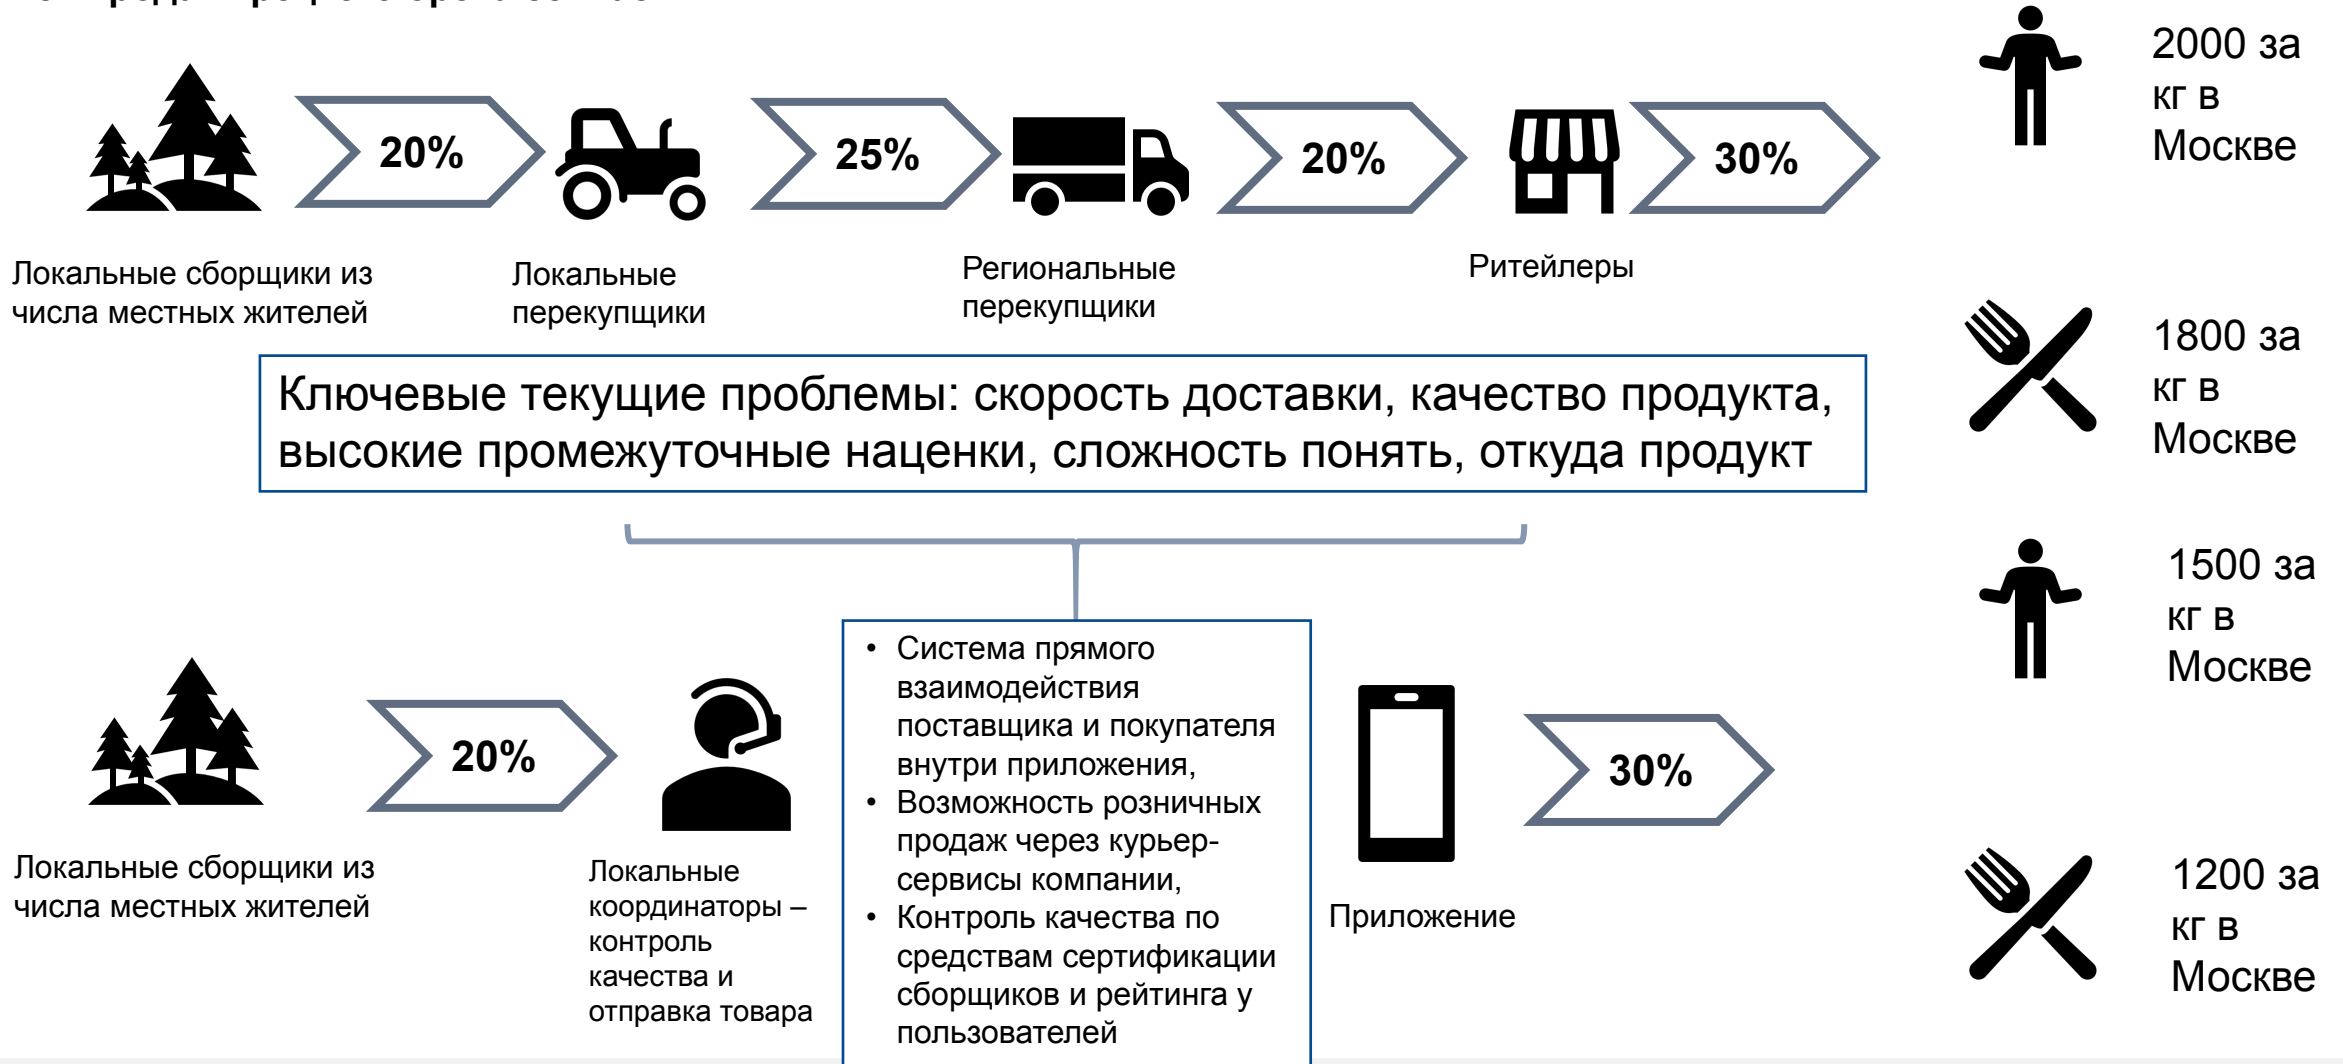 20%
25%
20%
30%
2000 за
кг в
Москве
Локальные сборщики из
числа местных жителей
Локальные
перекупщики
Региональные
перекупщики
Ритейлеры
1800 за
кг в
Москве
Ключевые текущие проблемы: скорость доставки, качество продукта,
высокие промежуточные наценки, сложность понять, откуда продукт
1500 за
кг в
Москве
20%
30%
Локальные сборщики из
числа местных жителей
Локальные
координаторы –
контроль
качества и
отправка товара
• Система прямого
взаимодействия
поставщика и покупателя
внутри приложения,
• Возможность розничных
продаж через курьер-
сервисы компании,
• Контроль качества по
средствам сертификации
сборщиков и рейтинга у
пользователей
Приложение
1200 за
кг в
Москве